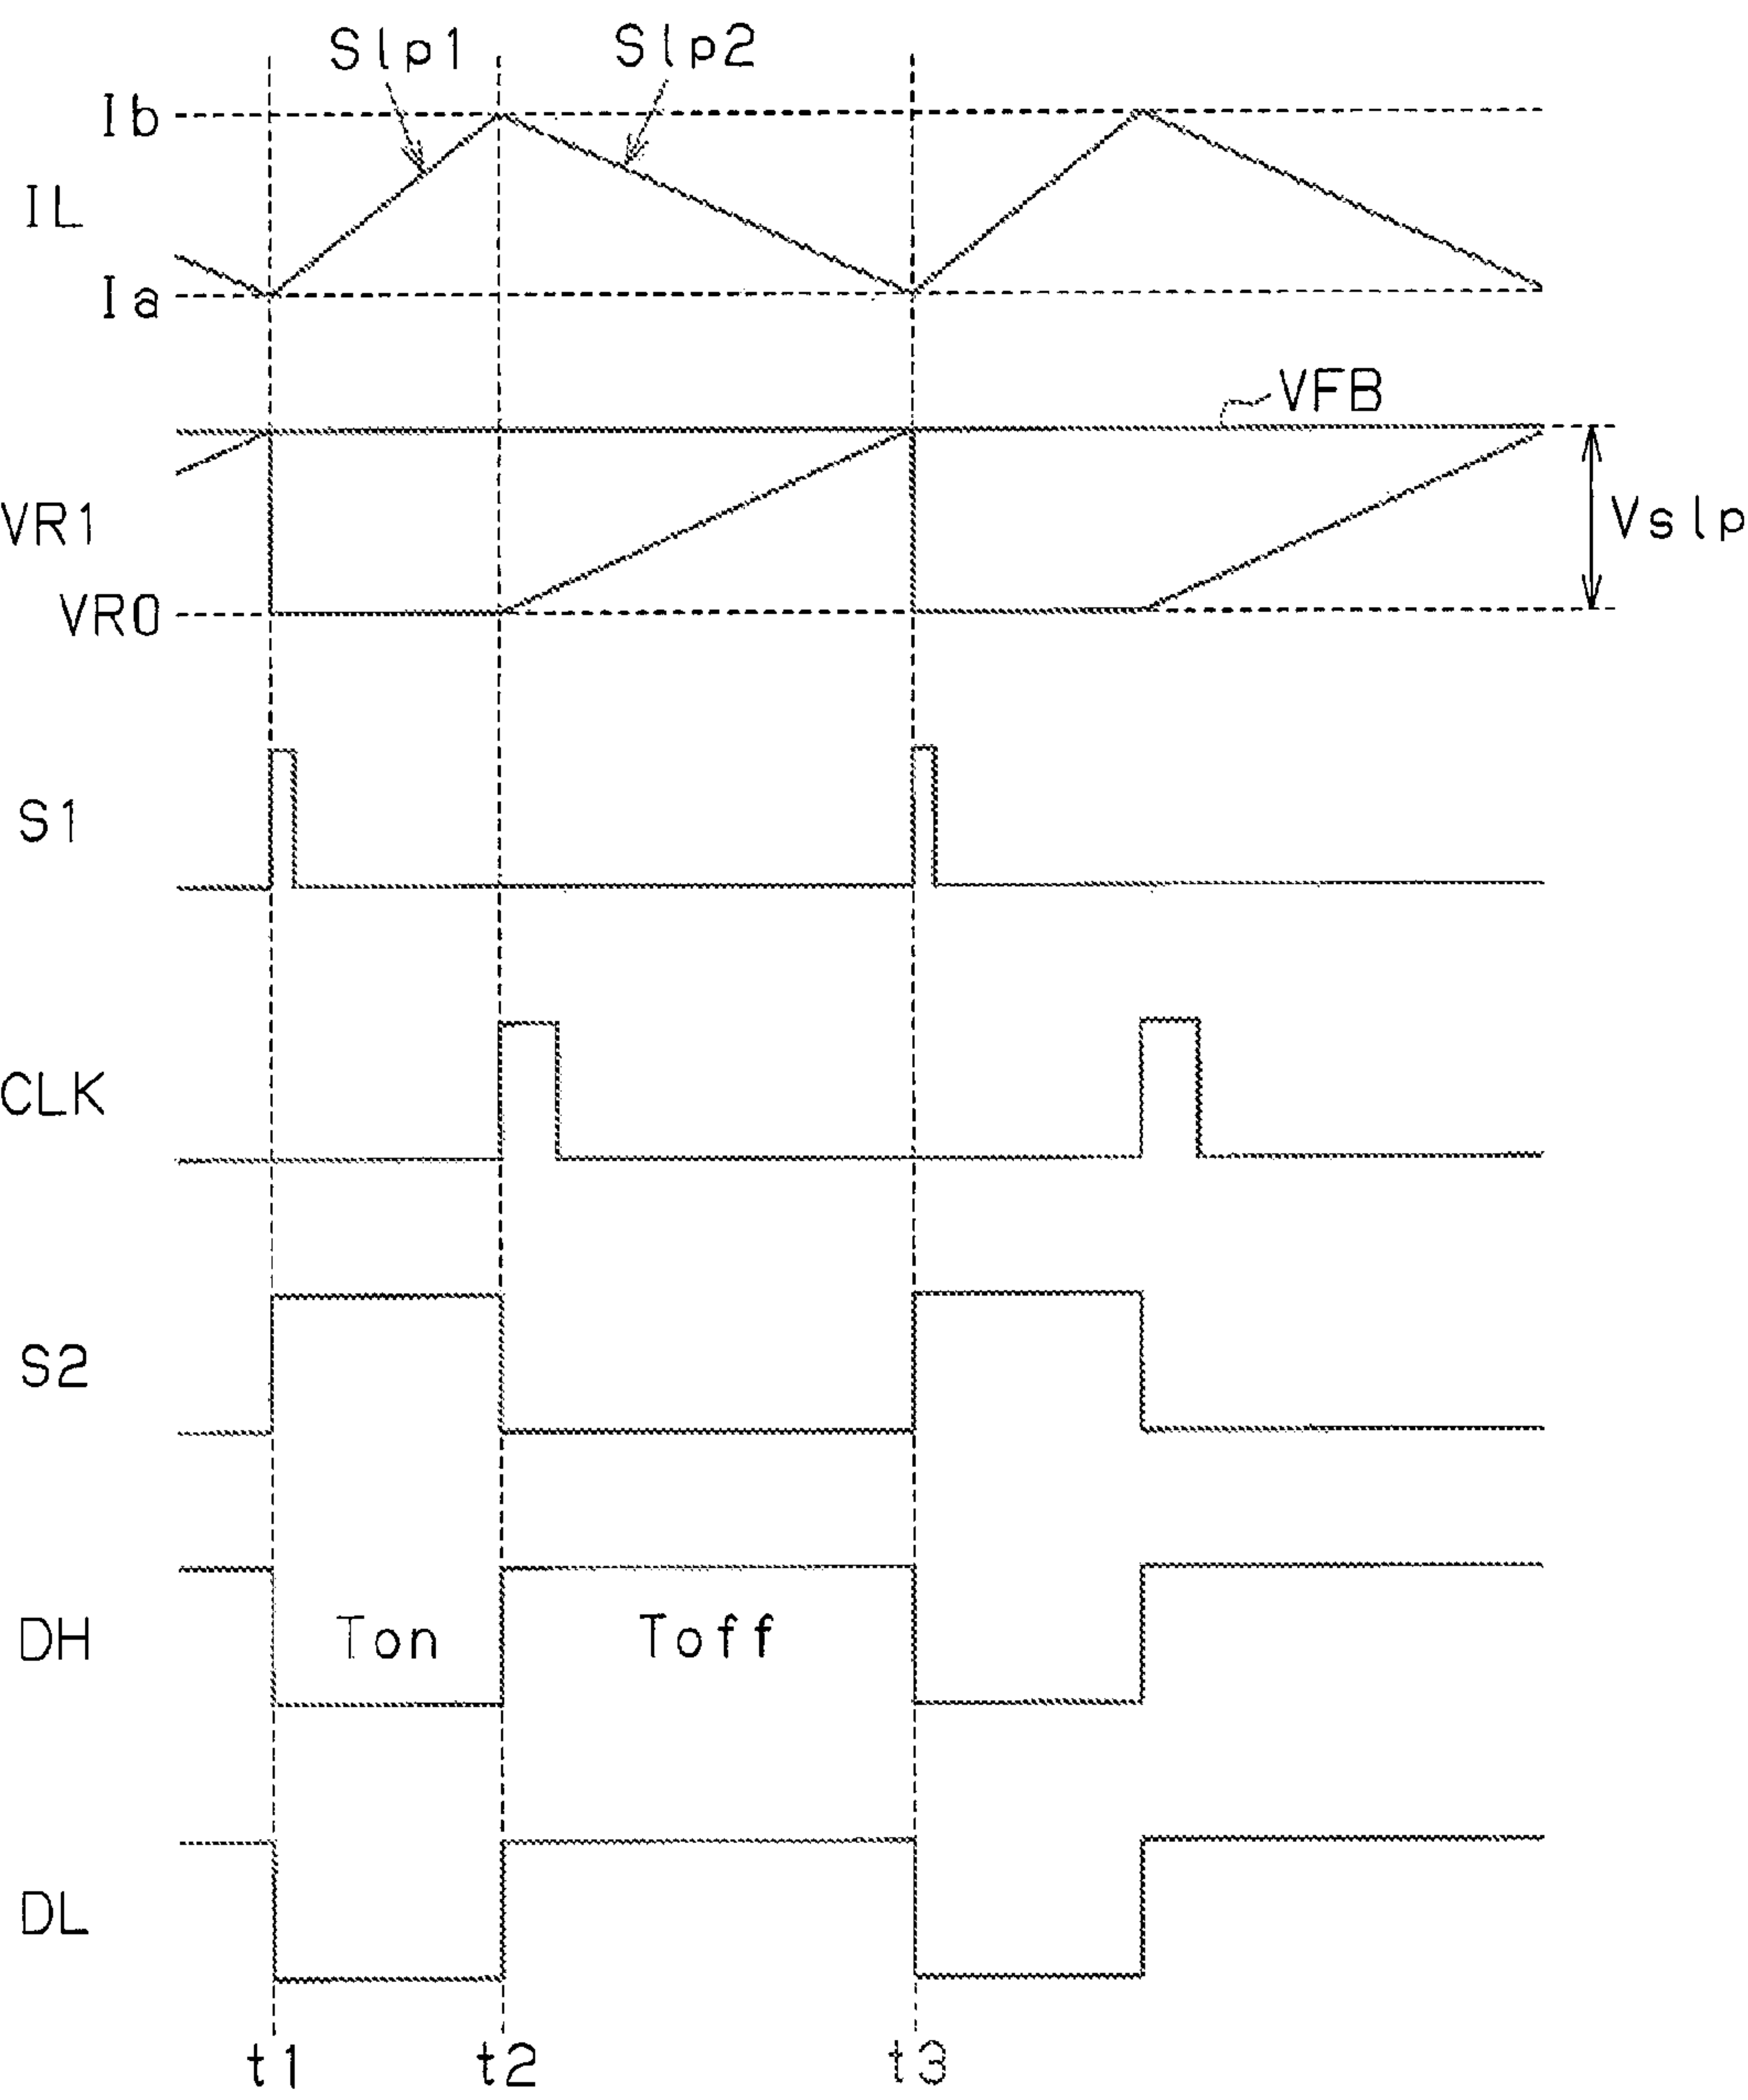 Slp1
Slp2
Ib
IL
Ia
VFB
VR1
Vslp
VR0
S1
CLK
S2
DH
Ton
Toff
DL
t1
t2
t3